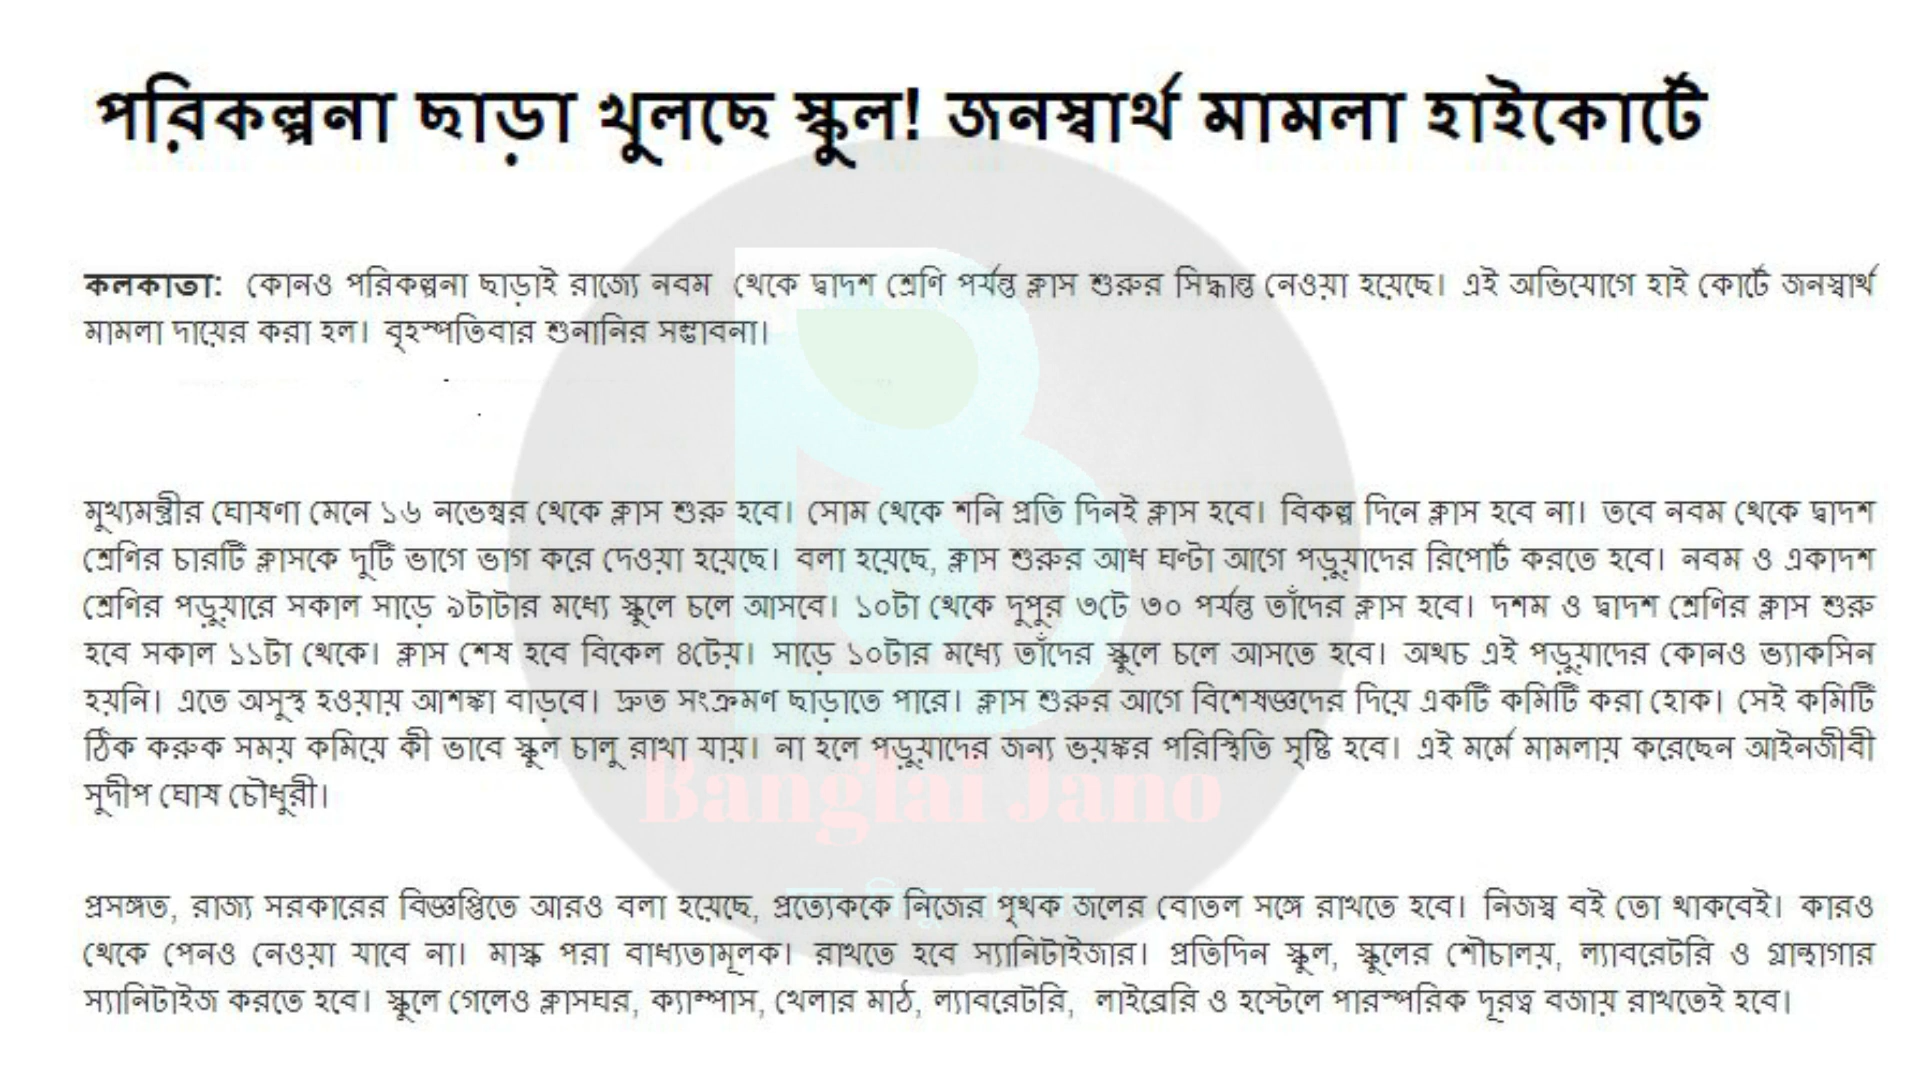 পরিকল্পনা ছাড়া খুলছে স্কুল! জনস্বার্থ মামলা হাইকোর্টে
কলকাতা: কোনও পরিকল্পনা ছাড়াই রাজ্যে নবম থেকে দ্বাদশ শ্রেণি পর্যন্ত ক্লাস শুরুর সিদ্ধান্ত নেওয়া হয়েছে। এই অভিযোগে হাই কোর্টে জনস্বার্থ
মামলা দায়ের করা হল। বৃহস্পতিবার শুনানির সম্ভাবনা।
মুখ্যমন্ত্রীর ঘোষণা মেনে ১৬ নভেম্বর থেকে ক্লাস শুরু হবে। সোম থেকে শনি প্রতি দিনই ক্লাস হবে। বিকল্প দিনে ক্লাস হবে না। তবে নবম থেকে দ্বাদশ
শ্রেণির চারটি ক্লাসকে দুটি ভাগে ভাগ করে দেওয়া হয়েছে। বলা হয়েছে, ক্লাস শুরুর আধ ঘণ্টা আগে পড়ুয়াদের রিপোর্ট করতে হবে। নবম ও একাদশ
শ্রেণির পড়ুয়ারে সকাল সাড়ে ৯টাটার মধ্যে স্কুলে চলে আসবে। ১০টা থেকে দুপুর ৩টে ৩০ পর্যন্ত তাঁদের ক্লাস হবে। দশম ও দ্বাদশ শ্রেণির ক্লাস শুরু
হবে সকাল ১১টা থেকে। ক্লাস শেষ হবে বিকেল ৪টেয়। সাড়ে ১০টার মধ্যে তাঁদের স্কুলে চলে আসতে হবে। অথচ এই পড়ুয়াদের কোনও ভ্যাকসিন
হয়নি। এতে অসুস্থ হওয়ায় আশঙ্কা বাড়বে। দ্রুত সংক্রমণ ছাড়াতে পারে। ক্লাস শুরুর আগে বিশেষজ্ঞদের দিয়ে একটি কমিটি করা হোক। সেই কমিটি
ঠিক করুক সময় কমিয়ে কী ভাবে স্কুল চালু রাখা যায়। না হলে পড়ুয়াদের জন্য ভয়ঙ্কর পরিস্থিতি সৃষ্টি হবে। এই মর্মে মামলায় করেছেন আইনজীবী
সুদীপ ঘোষ চৌধুরী।
Banglai Jano
প্রসঙ্গত, রাজ্য সরকারের বিজ্ঞপ্তিতে আরও বলা হয়েছে, প্রত্যেককে নিজের পৃথক জলের বোতল সঙ্গে রাখতে হবে। নিজস্ব বই তো থাকবেই। কারও
থেকে পেনও নেওয়া যাবে না। মাস্ক পরা বাধ্যতামূলক। রাখতে হবে স্যানিটাইজার। প্রতিদিন স্কুল, স্কুলের শৌচালয়, ল্যাবরেটরি ও গ্রান্থাগার
স্যানিটাইজ করতে হবে। স্কুলে গেলেও ক্লাসঘর, ক্যাম্পাস, খেলার মাঠ, ল্যাবরেটরি, লাইব্রেরি ও হস্টেলে পারস্পরিক দূরত্ব বজায় রাখতেই হবে।